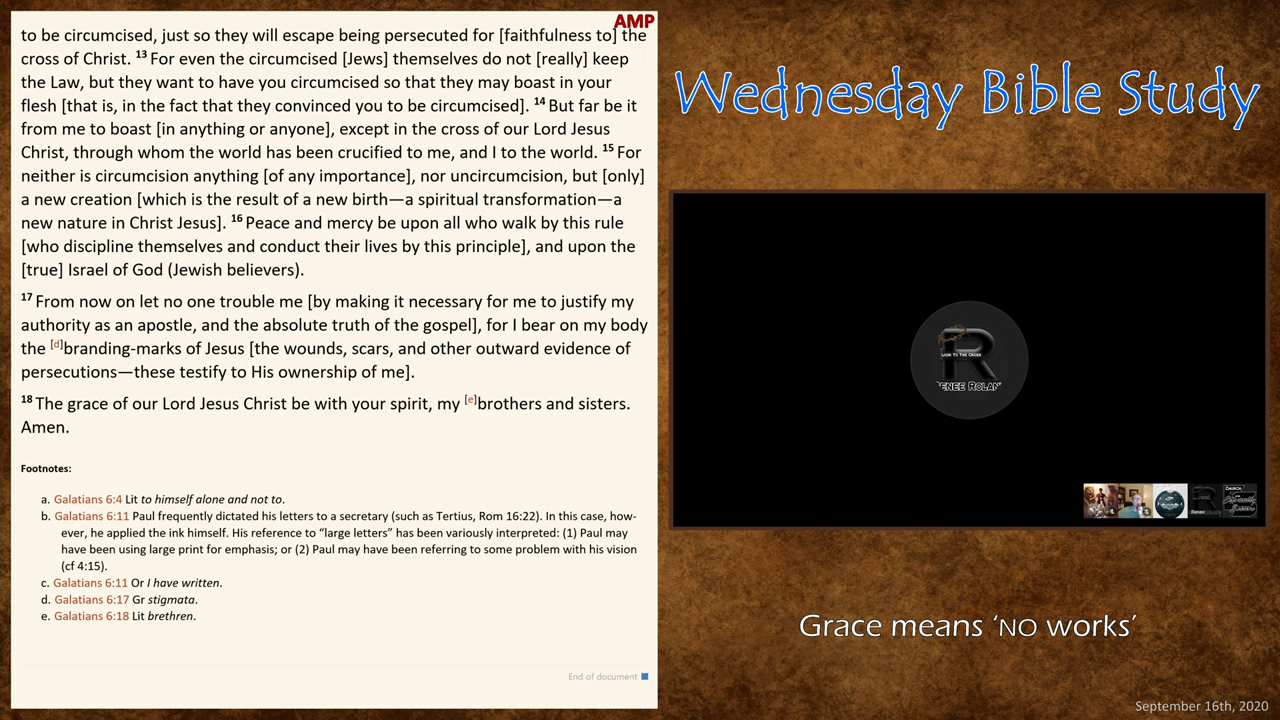 AMP
to be circumcised, just so they will escape being persecuted for [faithfulness to] the
cross of Christ. 13 For even the circumcised [Jews] themselves do not [really] keep
the Law, but they want to have you circumcised so that they may boast in your
flesh [that is, in the fact that they convinced you to be circumcised]. 14 But far be it
from me to boast [in anything or anyone], except in the cross of our Lord Jesus
Christ, through whom the world has been crucified to me, and I to the world. 15 For
neither is circumcision anything [of any importance], nor uncircumcision, but [only]
a new creation [which is the result of a new birth—a spiritual transformation—a
new nature in Christ Jesus]. 16 Peace and mercy be upon all who walk by this rule
[who discipline themselves and conduct their lives by this principle], and upon the
[true] Israel of God (Jewish believers).
17 From now on let no one trouble me [by making it necessary for me to justify my
authority as an apostle, and the absolute truth of the gospel], for I bear on my body
the [d]branding-marks of Jesus [the wounds, scars, and other outward evidence of
persecutions—these testify to His ownership of me].
18 The grace of our Lord Jesus Christ be with your spirit, my [e]brothers and sisters.
Amen.
Footnotes:
a. Galatians 6:4 Lit to himself alone and not to.
b. Galatians 6:11 Paul frequently dictated his letters to a secretary (such as Tertius, Rom 16:22). In this case, how-
ever, he applied the ink himself. His reference to “large letters” has been variously interpreted: (1) Paul may
have been using large print for emphasis; or (2) Paul may have been referring to some problem with his vision
(cf 4:15).
c. Galatians 6:11 Or I have written.
d. Galatians 6:17 Gr stigmata.
e. Galatians 6:18 Lit brethren.
End of document
Wednesday Bible Study
R
LOOK TO THE CROSS
RENEE ROLAN
Renee
CHURCH
Grace means ‘NO works’
September 16th, 2020